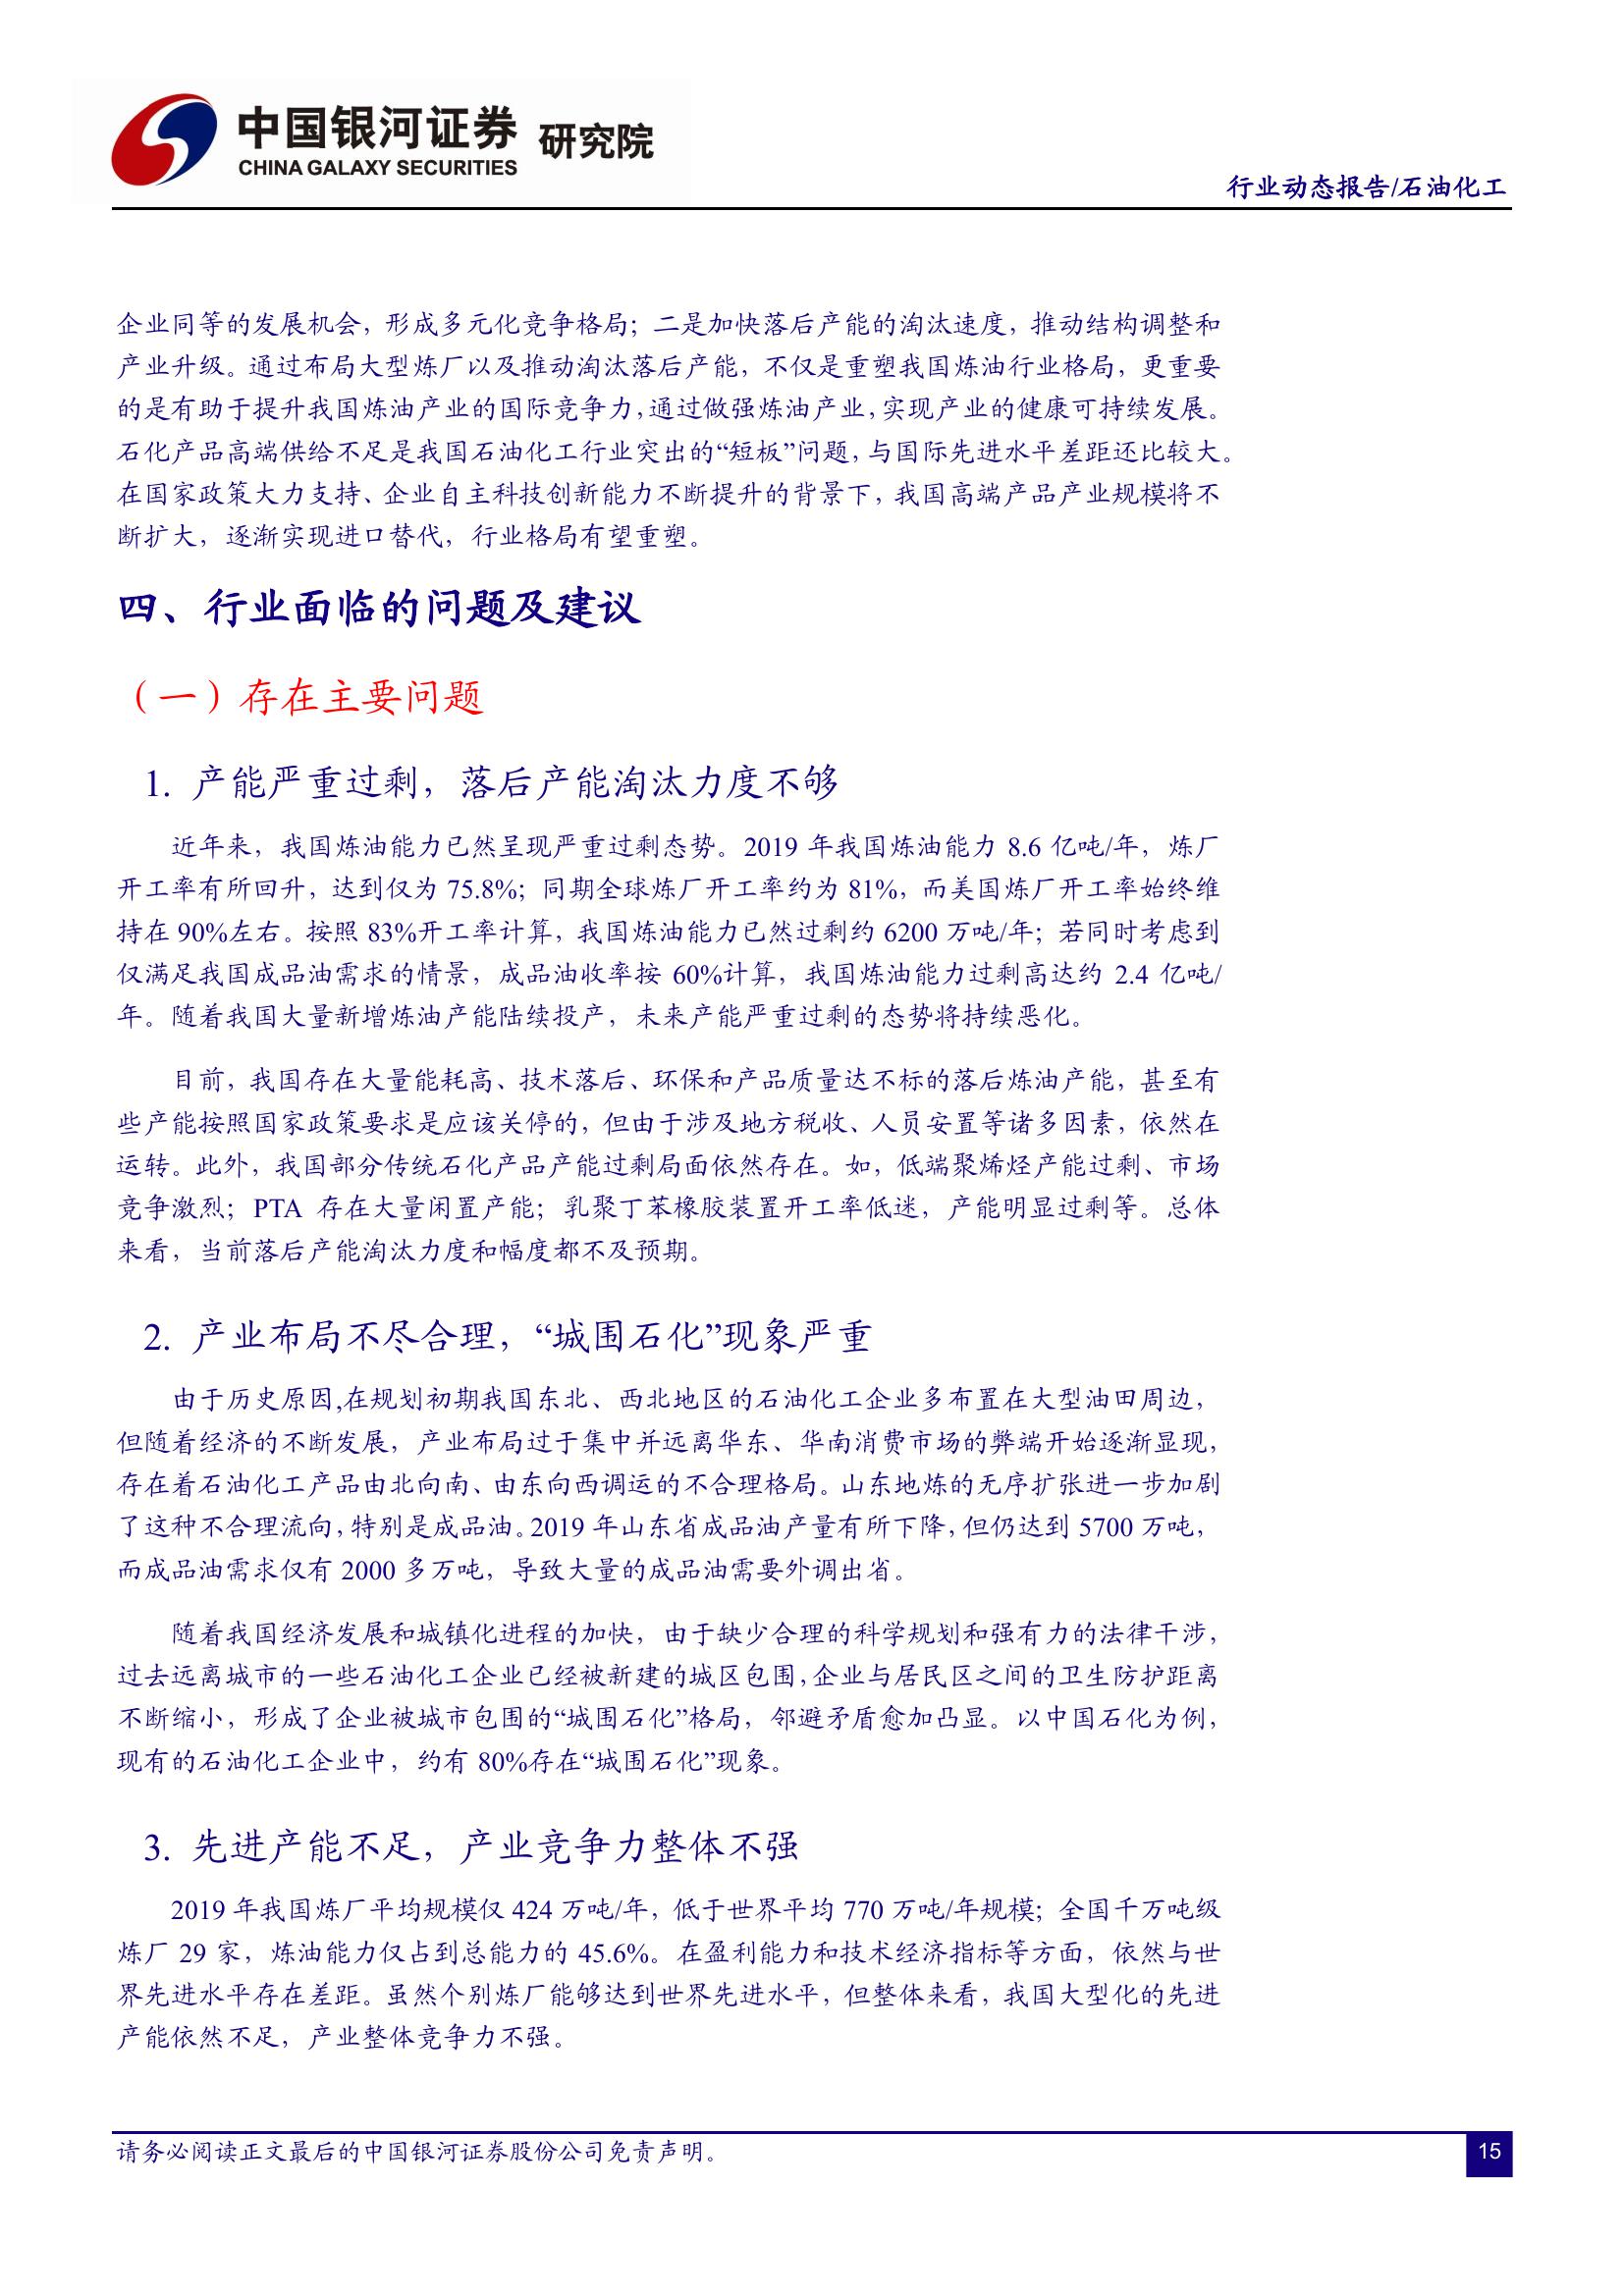 中国银河证券 研究院
CHINA GALAXY SECURITIES
行业动态报告/石油化工
企业同等的发展机会，形成多元化竞争格局；二是加快落后产能的淘汰速度，推动结构调整和
产业升级。通过布局大型炼厂以及推动淘汰落后产能，不仅是重塑我国炼油行业格局，更重要
的是有助于提升我国炼油产业的国际竞争力，通过做强炼油产业，实现产业的健康可持续发展。
石化产品高端供给不足是我国石油化工行业突出的“短板”问题，与国际先进水平差距还比较大。
在国家政策大力支持、企业自主科技创新能力不断提升的背景下，我国高端产品产业规模将不
断扩大，逐渐实现进口替代，行业格局有望重塑。
四、行业面临的问题及建议
（一）存在主要问题
1. 产能严重过剩，落后产能淘汰力度不够
近年来，我国炼油能力已然呈现严重过剩态势。2019 年我国炼油能力 8.6 亿吨/年，炼厂
开工率有所回升，达到仅为 75.8%；同期全球炼厂开工率约为 81%，而美国炼厂开工率始终维
持在 90%左右。按照 83%开工率计算，我国炼油能力已然过剩约 6200 万吨/年；若同时考虑到
仅满足我国成品油需求的情景，成品油收率按 60%计算，我国炼油能力过剩高达约 2.4 亿吨/
年。随着我国大量新增炼油产能陆续投产，未来产能严重过剩的态势将持续恶化。
目前，我国存在大量能耗高、技术落后、环保和产品质量达不标的落后炼油产能，甚至有
些产能按照国家政策要求是应该关停的，但由于涉及地方税收、人员安置等诸多因素，依然在
运转。此外，我国部分传统石化产品产能过剩局面依然存在。如，低端聚烯烃产能过剩、市场
竞争激烈；PTA 存在大量闲置产能；乳聚丁苯橡胶装置开工率低迷，产能明显过剩等。总体
来看，当前落后产能淘汰力度和幅度都不及预期。
2. 产业布局不尽合理，“城围石化”现象严重
由于历史原因,在规划初期我国东北、西北地区的石油化工企业多布置在大型油田周边，
但随着经济的不断发展，产业布局过于集中并远离华东、华南消费市场的弊端开始逐渐显现，
存在着石油化工产品由北向南、由东向西调运的不合理格局。山东地炼的无序扩张进一步加剧
了这种不合理流向，特别是成品油。2019 年山东省成品油产量有所下降，但仍达到 5700 万吨，
而成品油需求仅有 2000 多万吨，导致大量的成品油需要外调出省。
随着我国经济发展和城镇化进程的加快，由于缺少合理的科学规划和强有力的法律干涉，
过去远离城市的一些石油化工企业已经被新建的城区包围，企业与居民区之间的卫生防护距离
不断缩小，形成了企业被城市包围的“城围石化”格局，邻避矛盾愈加凸显。以中国石化为例，
现有的石油化工企业中，约有 80%存在“城围石化”现象。
3. 先进产能不足，产业竞争力整体不强
2019 年我国炼厂平均规模仅 424 万吨/年，低于世界平均 770 万吨/年规模；全国千万吨级
炼厂 29 家，炼油能力仅占到总能力的 45.6%。在盈利能力和技术经济指标等方面，依然与世
界先进水平存在差距。虽然个别炼厂能够达到世界先进水平，但整体来看，我国大型化的先进
产能依然不足，产业整体竞争力不强。
请务必阅读正文最后的中国银河证券股份公司免责声明。
15